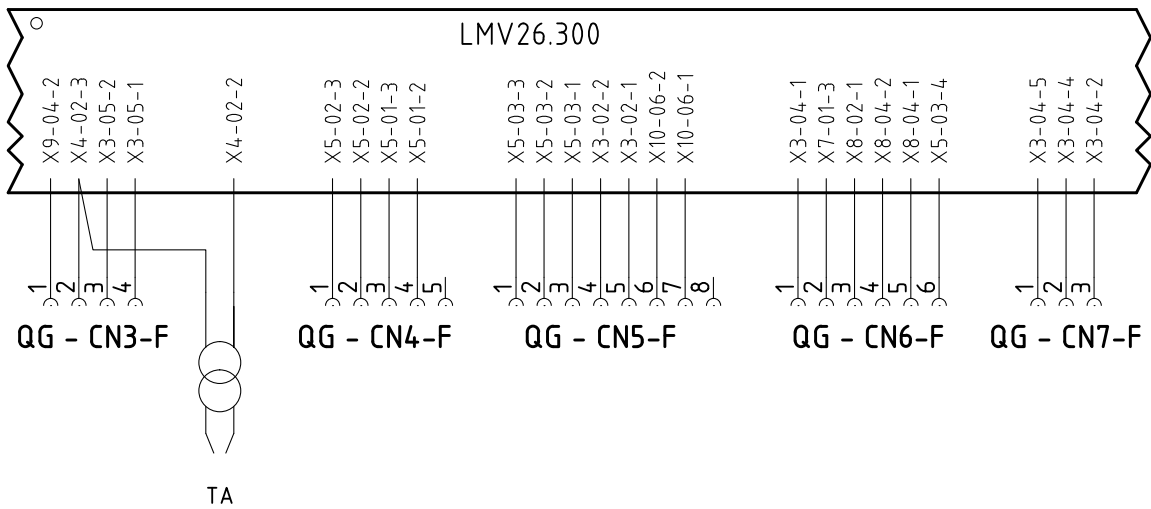 LMV26.300
X9-04-2
X4-02-3
X3-05-2
X3-05-1
X4-02-2
X5-02-3
X5-02-2
X5-01-3
X5-01-2
X5-03-3
X5-03-2
X5-03-1
X3-02-2
X3-02-1
X10-06-2
X10-06-1
X3-04-1
X7-01-3
X8-02-1
X8-04-2
X8-04-1
X5-03-4
X3-04-5
X3-04-4
X3-04-2
1 2 3 4
1 2 3 4 5
1 2 3 4 5 6 7 8
1 2 3 4 5 6
1 2 3
QG - CN3-F
QG - CN4-F
QG - CN5-F
QG - CN6-F
QG - CN7-F
TA